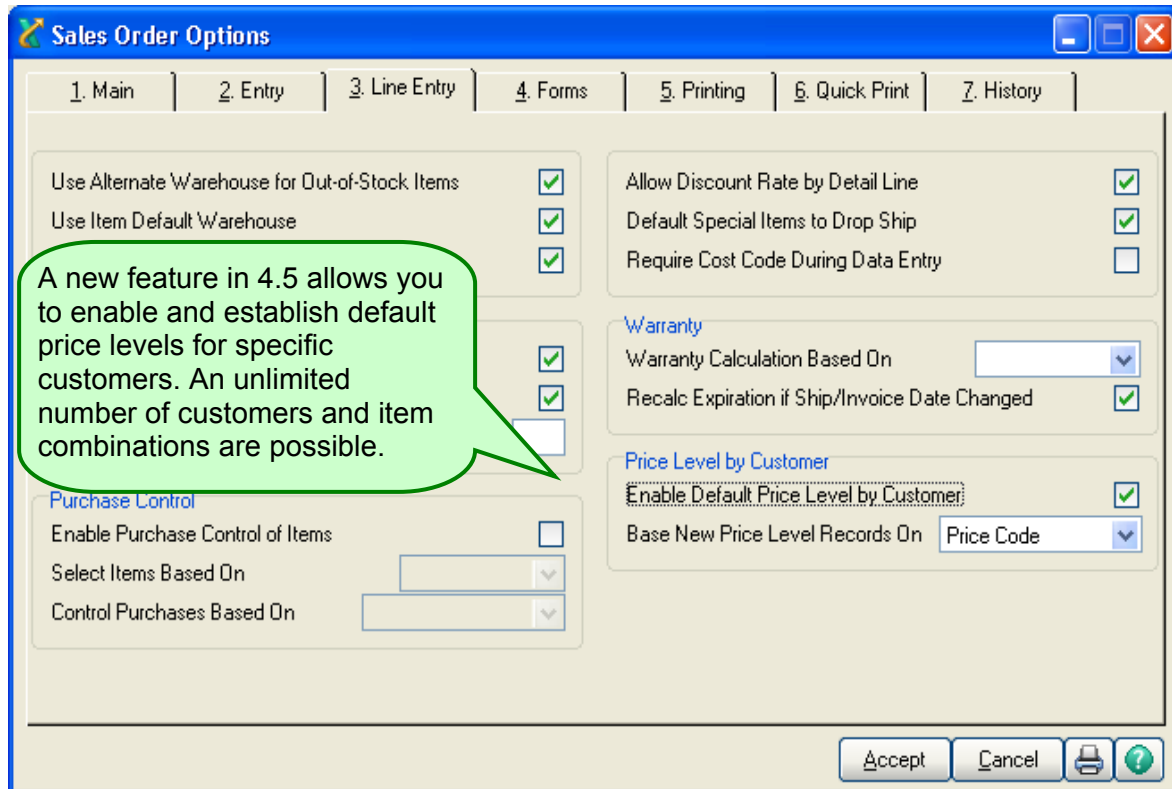 Sales Order Options
1. Main
2. Entry
3. Line Entry
4. Forms
5. Printing
6. Quick Print
7. History
Use Alternate Warehouse for Out-of-Stock Items
Use Item Default Warehouse
A new feature in 4.5 allows you
to enable and establish default
price levels for specific
customers. An unlimited
number of customers and item
combinations are possible.
Purchase Control
Enable Purchase Control of Items
Select Items Based On
Control Purchases Based On
Allow Discount Rate by Detail Line
Default Special Items to Drop Ship
Require Cost Code During Data Entry
Warranty
Warranty Calculation Based On
Recalc Expiration if Ship/Invoice Date Changed
Price Level by Customer
Enable Default Price Level by Customer
Base New Price Level Records On Price Code
Accept
Cancel